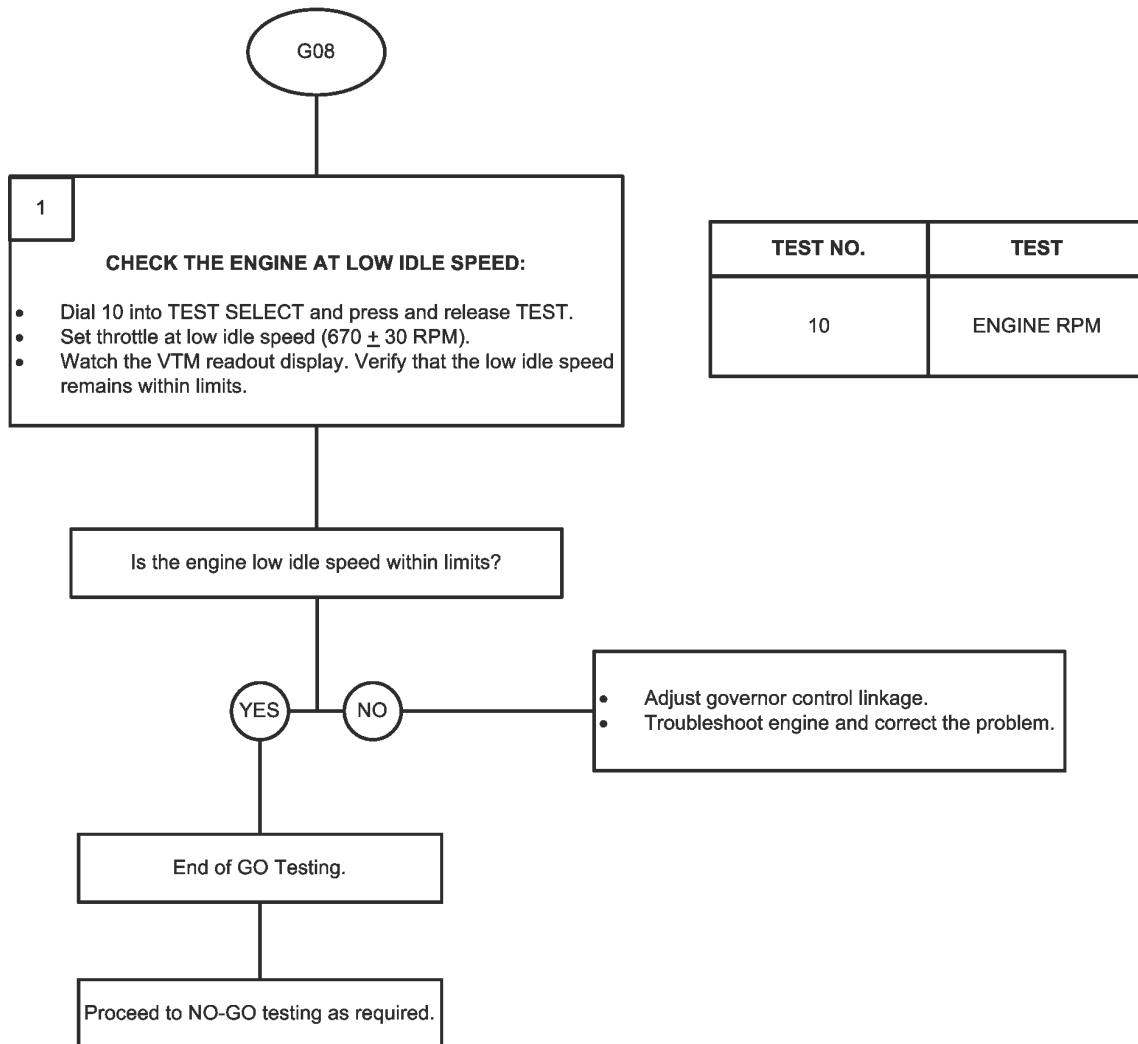 G08
1
CHECK THE ENGINE AT LOW IDLE SPEED:
• Dial 10 into TEST SELECT and press and release TEST.
• Set throttle at low idle speed (670 ± 30 RPM).
• Watch the VTM readout display. Verify that the low idle speed
remains within limits.
TEST NO. TEST
10 ENGINE RPM
Is the engine low idle speed within limits?
YES NO
• Adjust governor control linkage.
• Troubleshoot engine and correct the problem.
End of GO Testing.
Proceed to NO-GO testing as required.